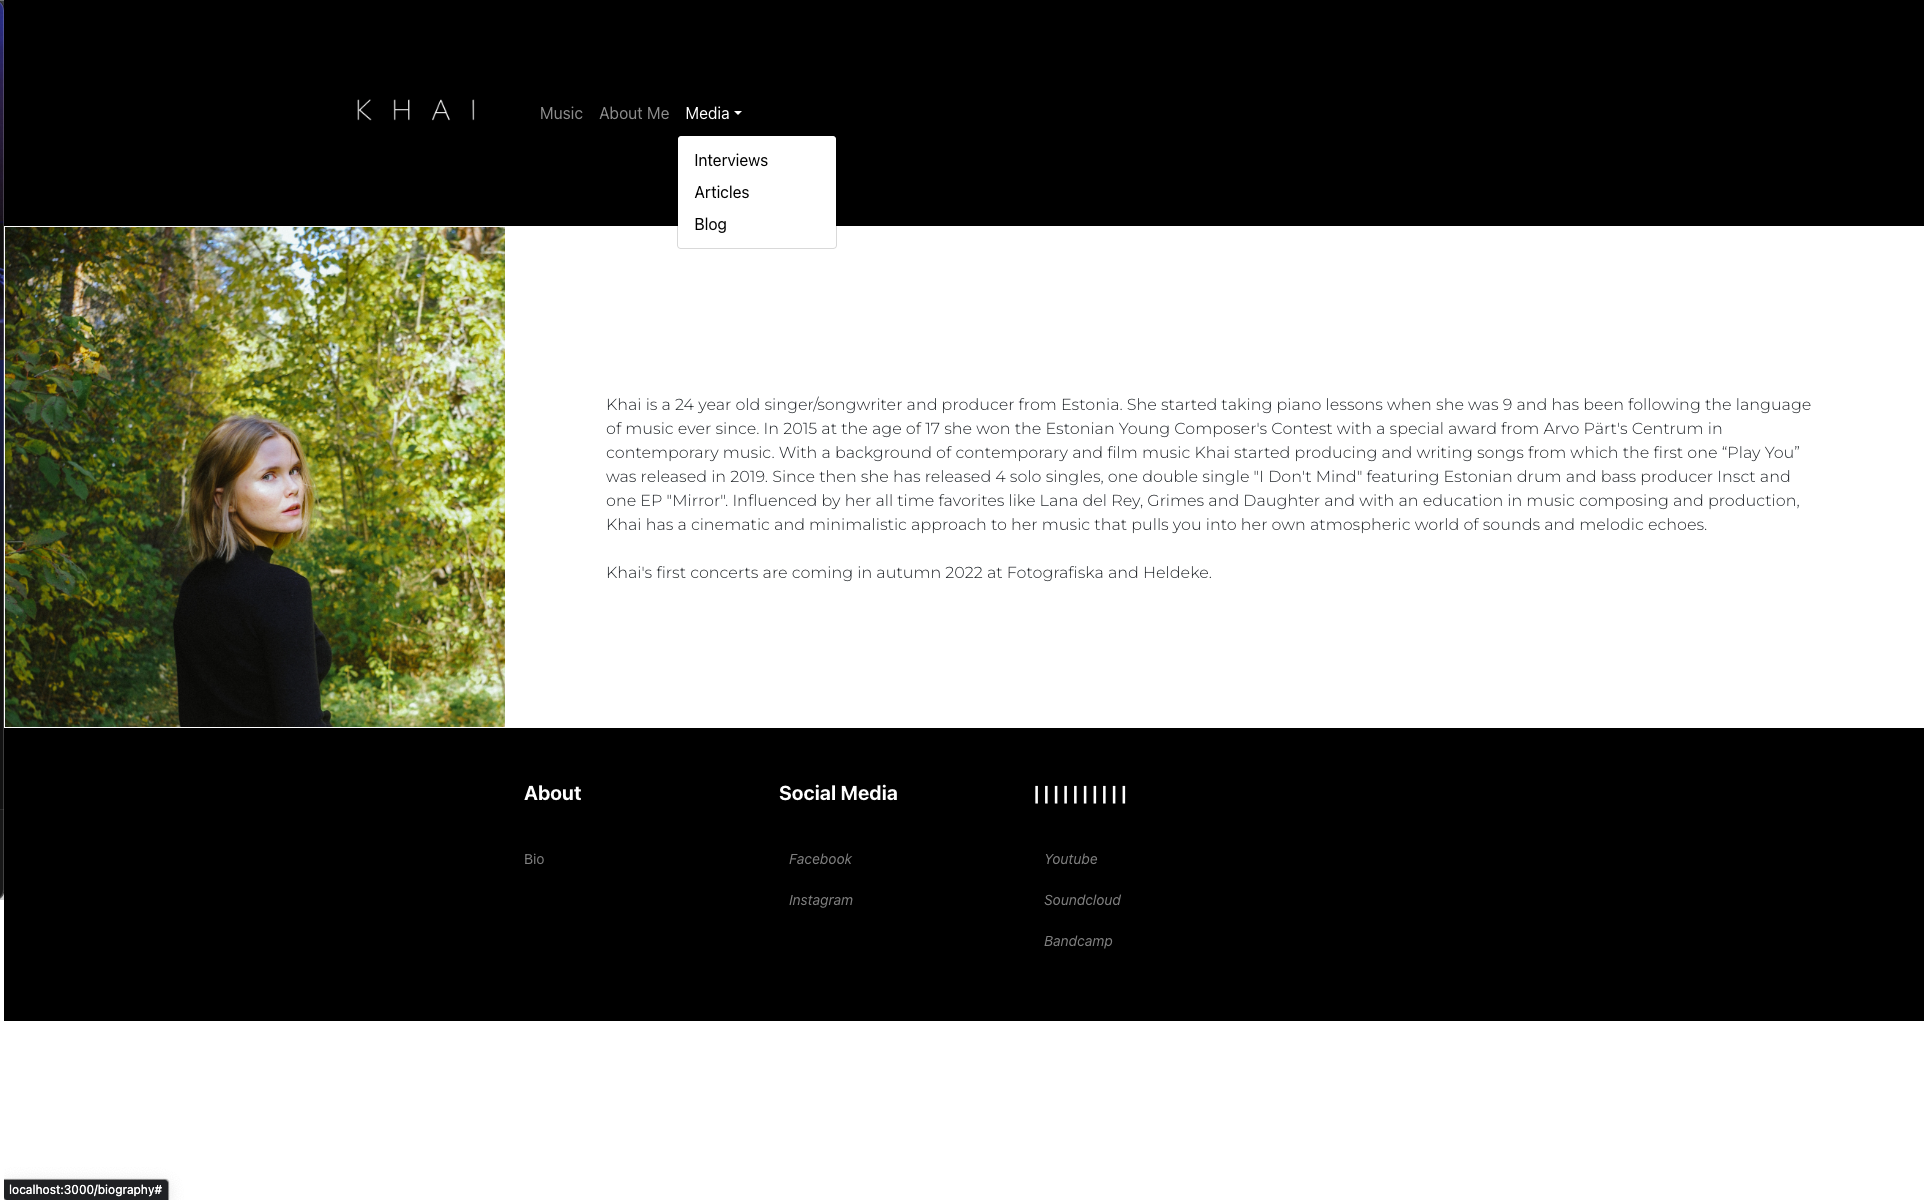 K H A I
Music About Me Media
Interviews
Articles
Blog
Khai is a 24 year old singer/songwriter and producer from Estonia. She started taking piano lessons when she was 9 and has been following the language
of music ever since. In 2015 at the age of 17 she won the Estonian Young Composer's Contest with a special award from Arvo Pärt's Centrum in
contemporary music. With a background of contemporary and film music Khai started producing and writing songs from which the first one “Play You”
was released in 2019. Since then she has released 4 solo singles, one double single "I Don't Mind" featuring Estonian drum and bass producer Insct and
one EP "Mirror". Influenced by her all time favorites like Lana del Rey, Grimes and Daughter and with an education in music composing and production,
Khai has a cinematic and minimalistic approach to her music that pulls you into her own atmospheric world of sounds and melodic echoes.
Khai's first concerts are coming in autumn 2022 at Fotografiska and Heldeke.
About Social Media | | | | | | | | | |
Bio Facebook Youtube
Instagram Soundcloud
Bandcamp
localhost:3000/biography#